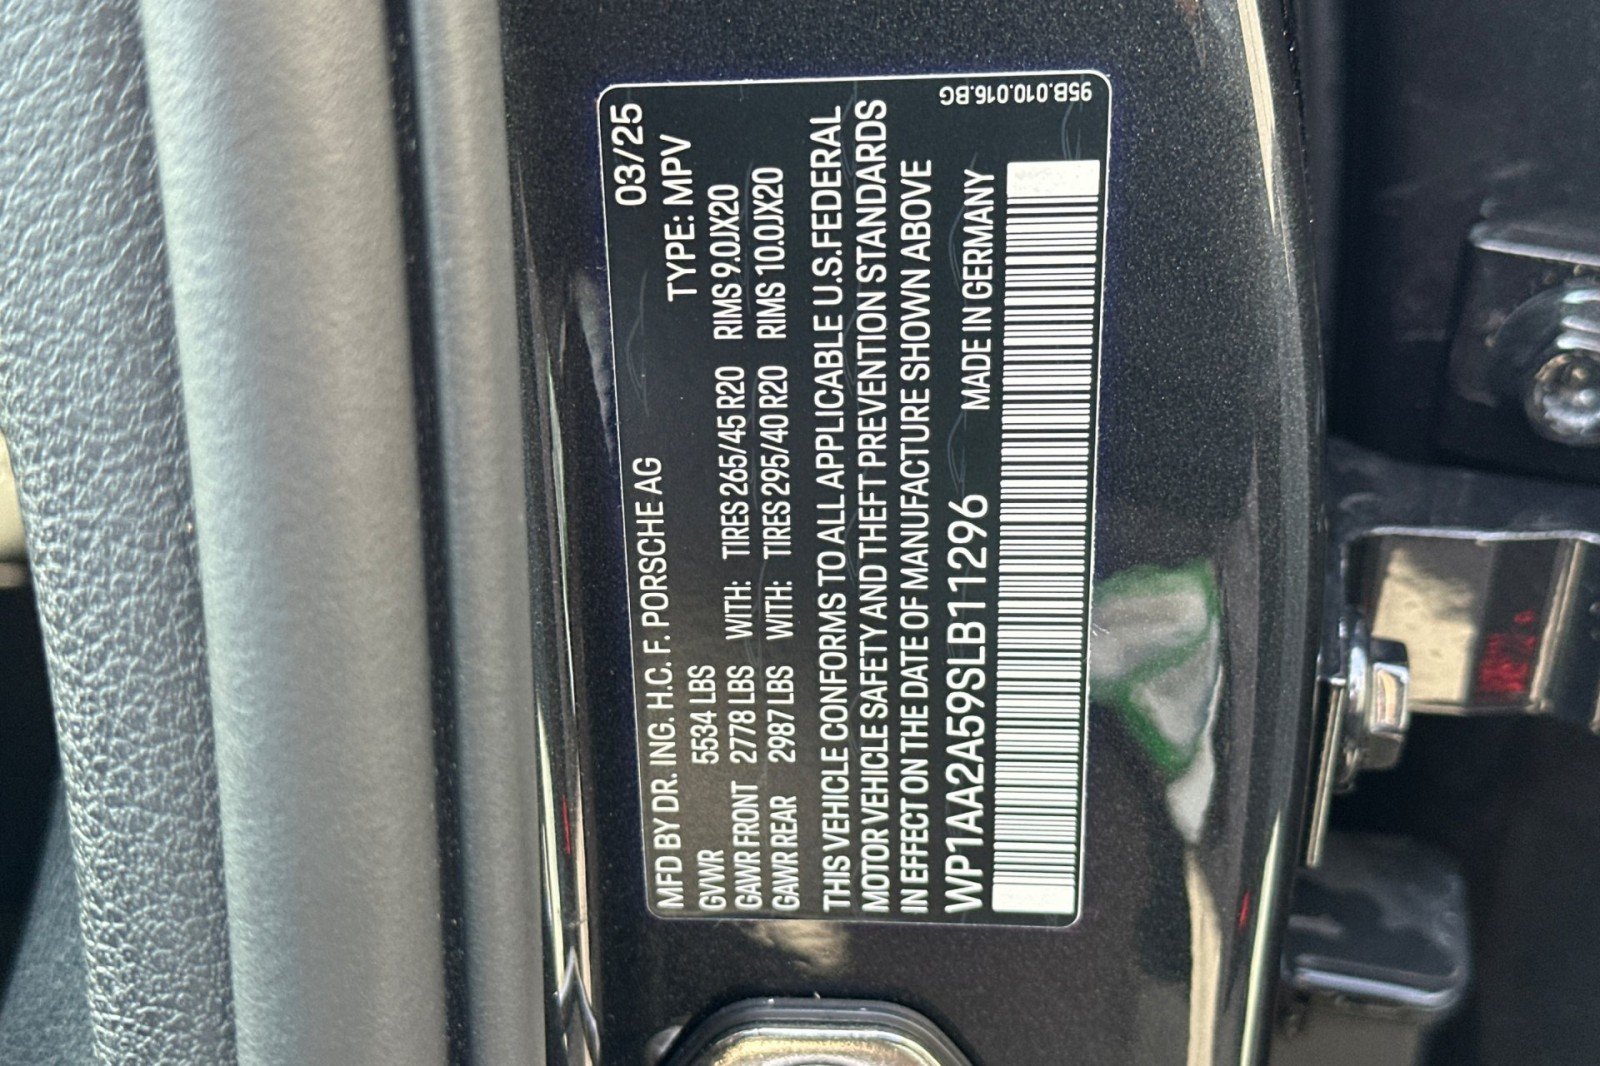 MFD BY DR. ING. H.C. F. PORSCHE AG 03/25
GVWR 5534 LBS TYPE: MPV
GAWR FRONT 2778 LBS WITH: TIRES 265/45 R20 RIMS 9.0JX20
GAWR REAR 2987 LBS WITH: TIRES 295/40 R20 RIMS 10.0JX20
THIS VEHICLE CONFORMS TO ALL APPLICABLE U.S.FEDERAL
MOTOR VEHICLE SAFETY AND THEFT PREVENTION STANDARDS
IN EFFECT ON THE DATE OF MANUFACTURE SHOWN ABOVE
WP1AA2A59SLB11296 MADE IN GERMANY
95B.010.016.BG